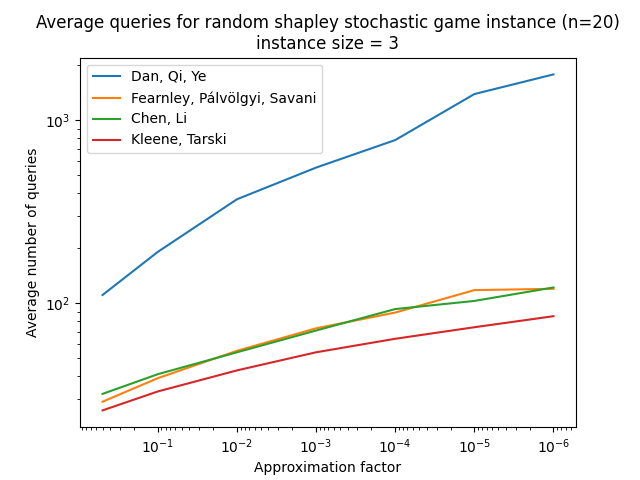 Average queries for random shapley stochastic game instance (n=20)
instance size = 3
Dan, Qi, Ye
Fearnley, Pálvölgyi, Savani
Chen, Li
Kleene, Tarski
Average number of queries
10³
10²
10⁻¹ 10⁻² 10⁻³ 10⁻⁴ 10⁻⁵ 10⁻⁶
Approximation factor